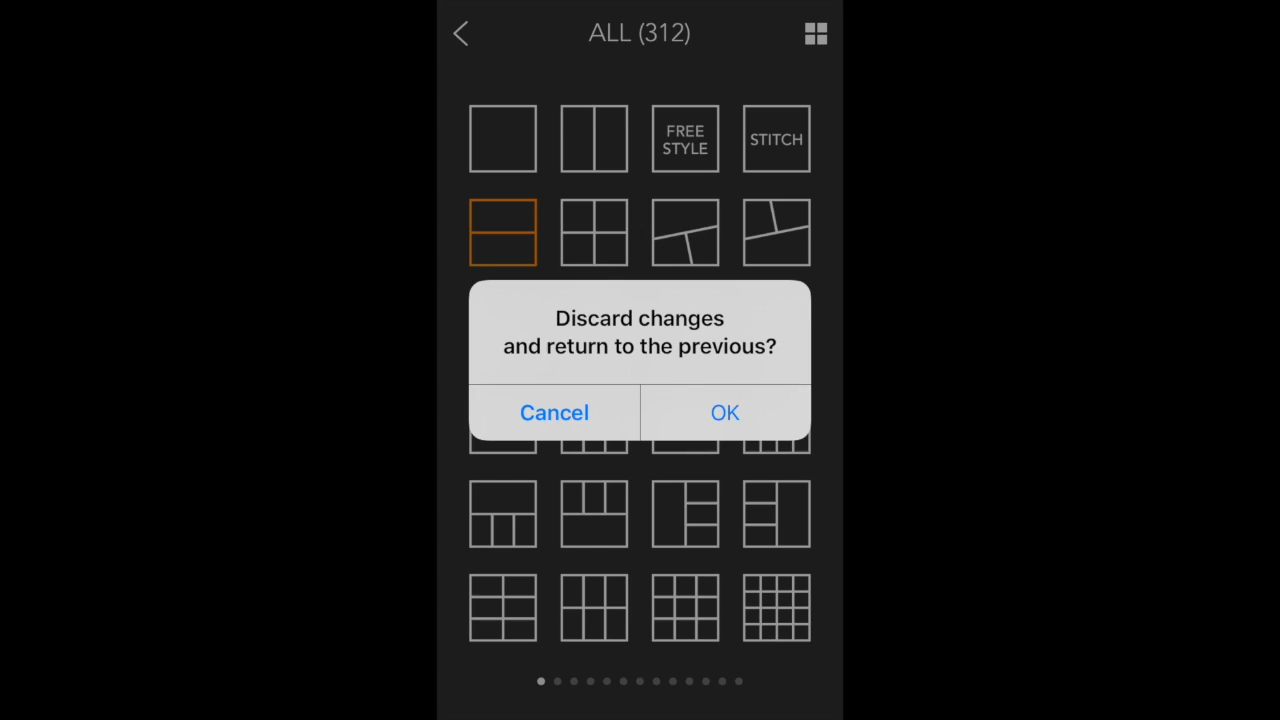 ALL (312)
FREE
STYLE
STITCH
Discard changes
and return to the previous?
Cancel
OK